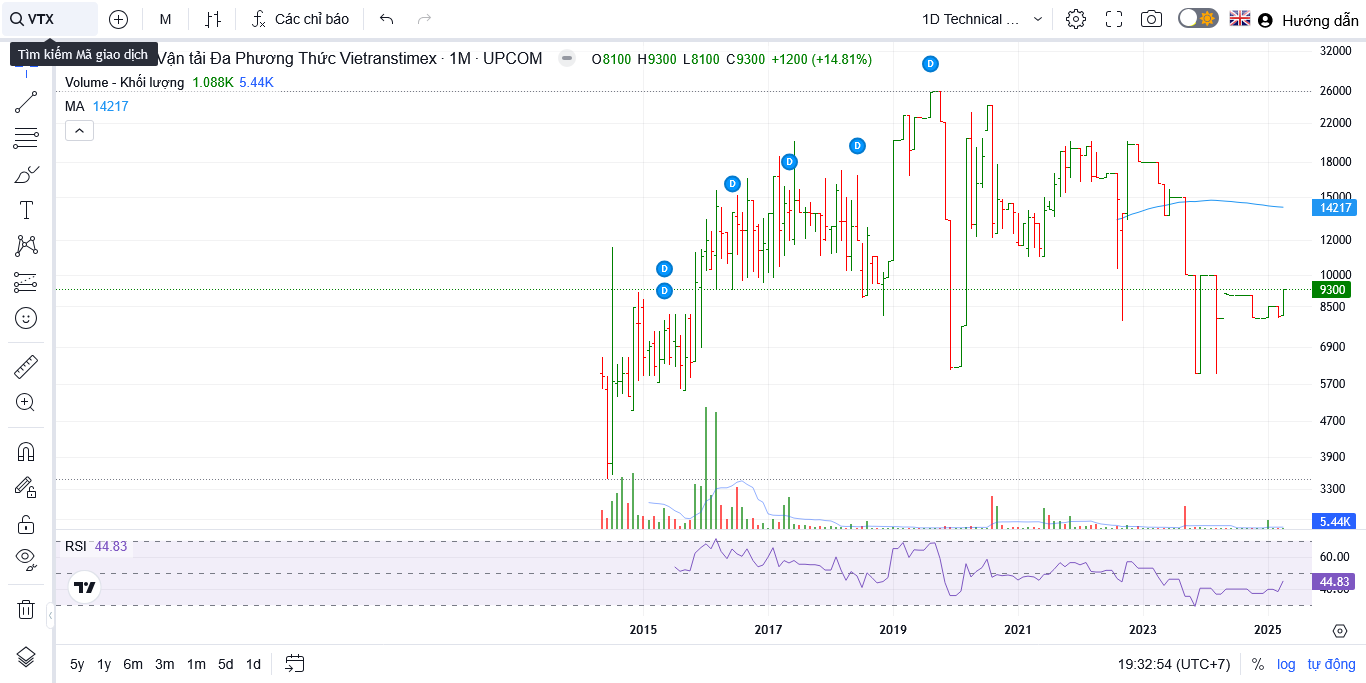 VTX
M
Các chỉ báo
1D Technical ...
Hướng dẫn
Tìm kiếm Mã giao dịch
Vận tải Đa Phương Thức Vietranstimex · 1M · UPCOM
O8100 H9300 L8100 C9300 +1200 (+14.81%)
Volume - Khối lượng 1.088K 5.44K
MA 14217
D
D
D
D
D
D
32000
26000
22000
18000
15000
14217
12000
10000
9300
8500
6900
5700
4700
3900
3300
5.44K
RSI 44.83
60.00
44.83
40.00
2015 2017 2019 2021 2023 2025
5y 1y 6m 3m 1m 5d 1d
19:32:54 (UTC+7) % log tự động